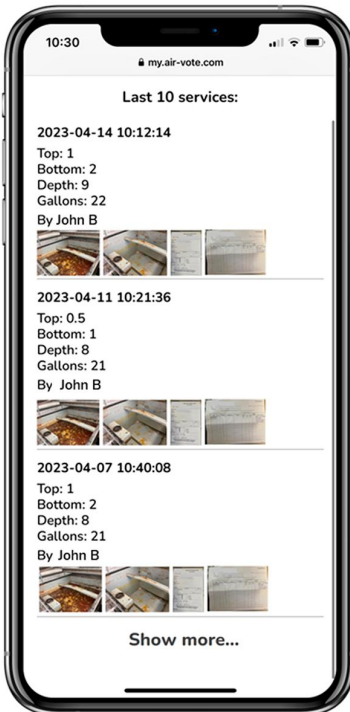 10:30
my.air-vote.com
Last 10 services:
2023-04-14 10:12:14
Top: 1
Bottom: 2
Depth: 9
Gallons: 22
By John B
2023-04-11 10:21:36
Top: 0.5
Bottom: 1
Depth: 8
Gallons: 21
By John B
2023-04-07 10:40:08
Top: 1
Bottom: 2
Depth: 8
Gallons: 21
By John B
Show more...